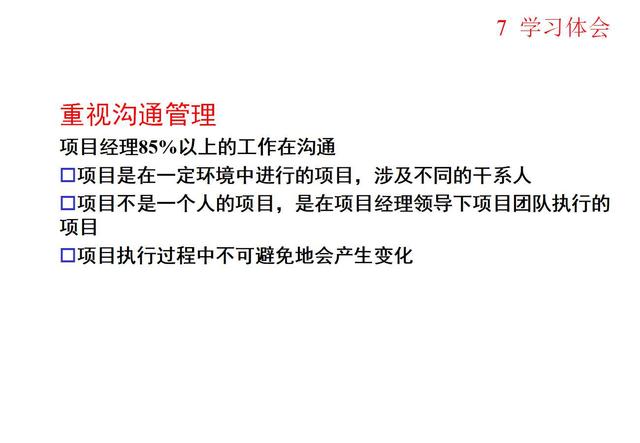 7 学习体会
重视沟通管理
项目经理85%以上的工作在沟通
□项目是在一定环境中进行的项目，涉及不同的干系人
□项目不是一个人的项目，是在项目经理领导下项目团队执行的
项目
□项目执行过程中不可避免地会产生变化